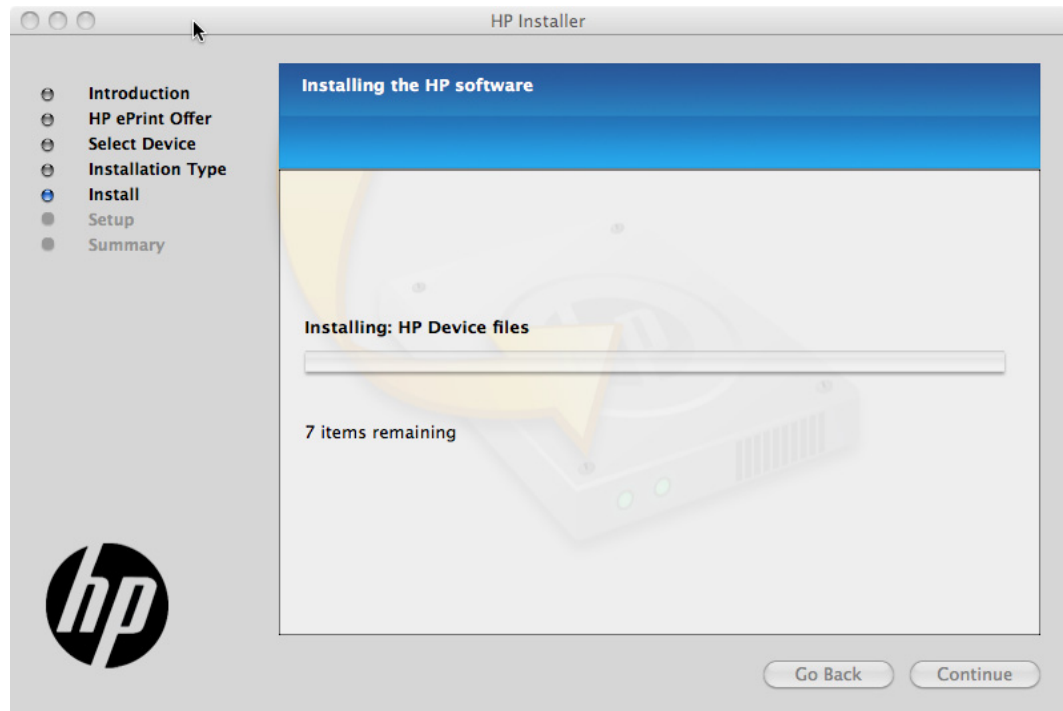 HP Installer
Introduction
HP ePrint Offer
Select Device
Installation Type
Install
Setup
Summary
Installing the HP software
Installing: HP Device files
7 items remaining
hp
Go Back
Continue